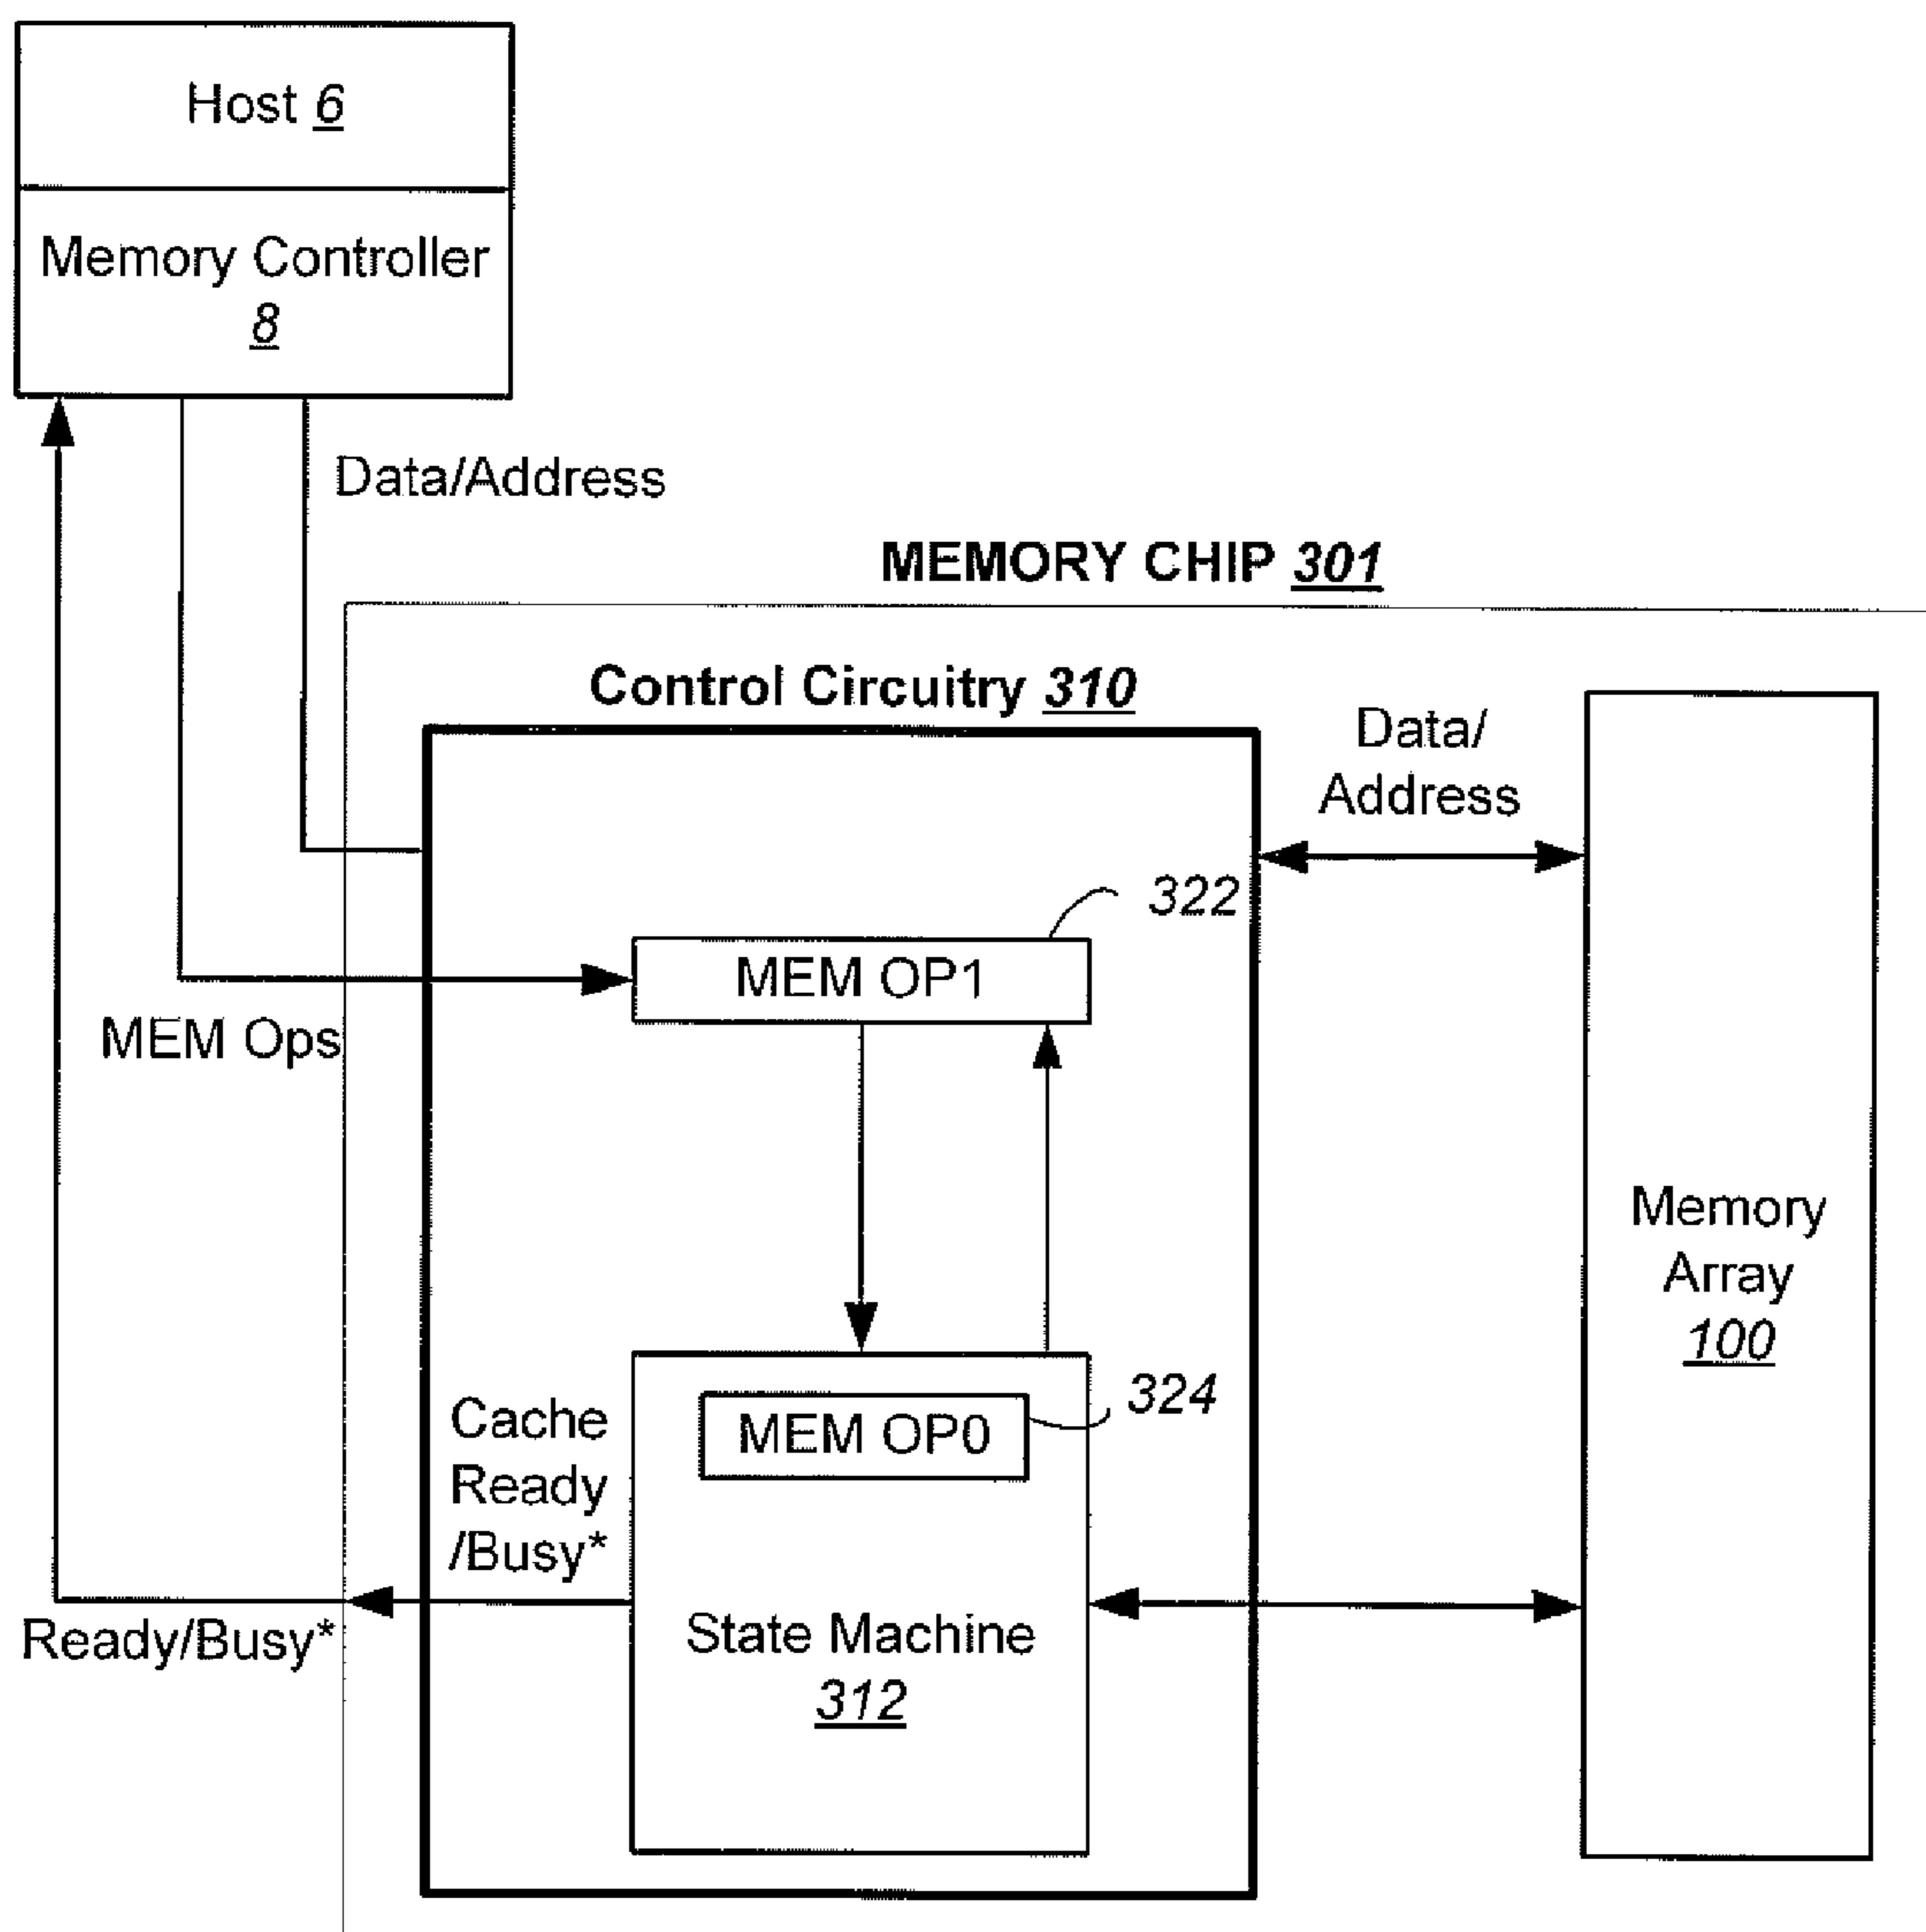 Host 6
Memory Controller
8
Data/Address
MEMORY CHIP 301
Control Circuitry 310
Data/
Address
322
MEM OP1
MEM Ops
Memory
Array
100
324
MEM OP0
Cache
Ready
/Busy*
Ready/Busy*
State Machine
312